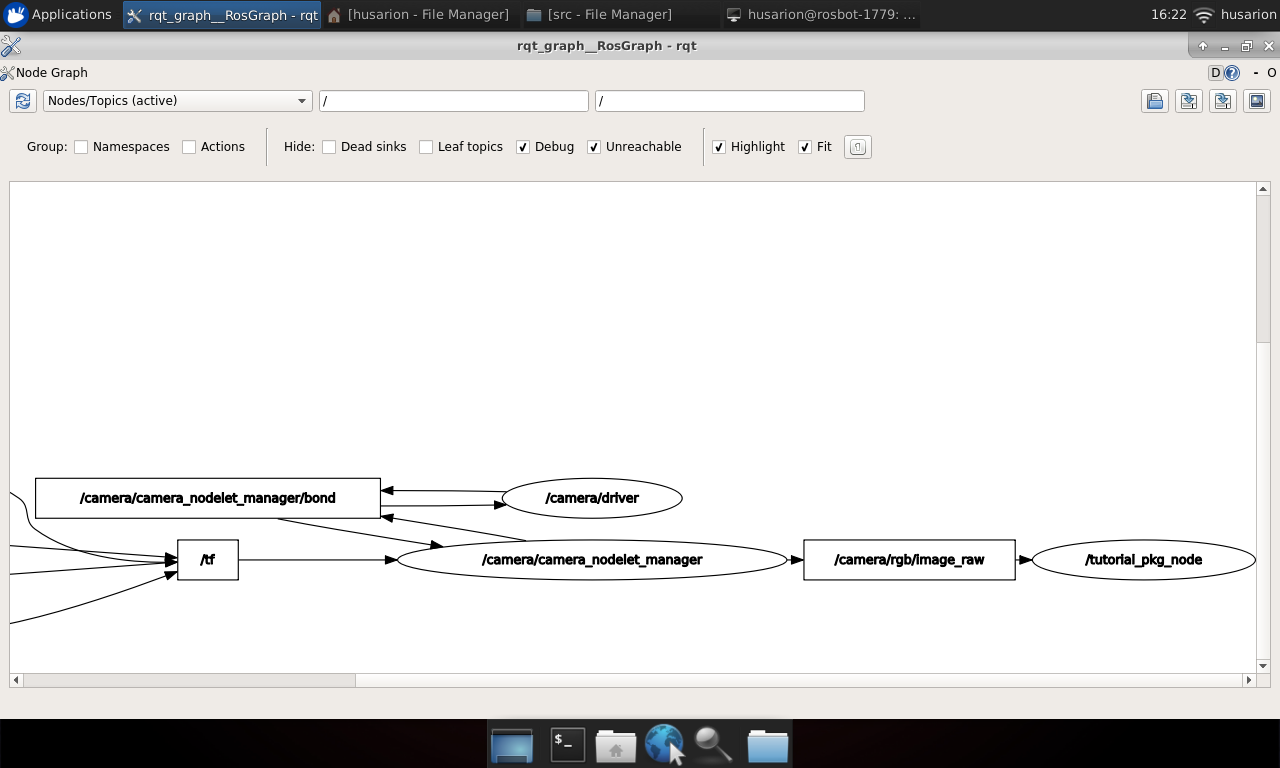 Applications
rqt_graph__RosGraph - rqt
[husarion - File Manager]
[src - File Manager]
husarion@rosbot-1779: ...
16:22
husarion
rqt_graph__RosGraph - rqt
Node Graph
D
?
- O
Nodes/Topics (active)
/
/
Group:
Namespaces
Actions
Hide:
Dead sinks
Leaf topics
Debug
Unreachable
Highlight
Fit
/camera/camera_nodelet_manager/bond
/camera/driver
/tf
/camera/camera_nodelet_manager
/camera/rgb/image_raw
/tutorial_pkg_node
$_